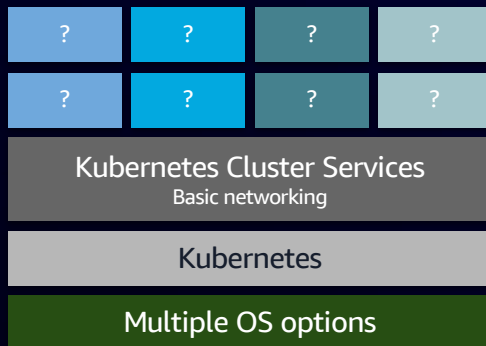 ? ? ? ?
? ? ? ?
Kubernetes Cluster Services
Basic networking
Kubernetes
Multiple OS options